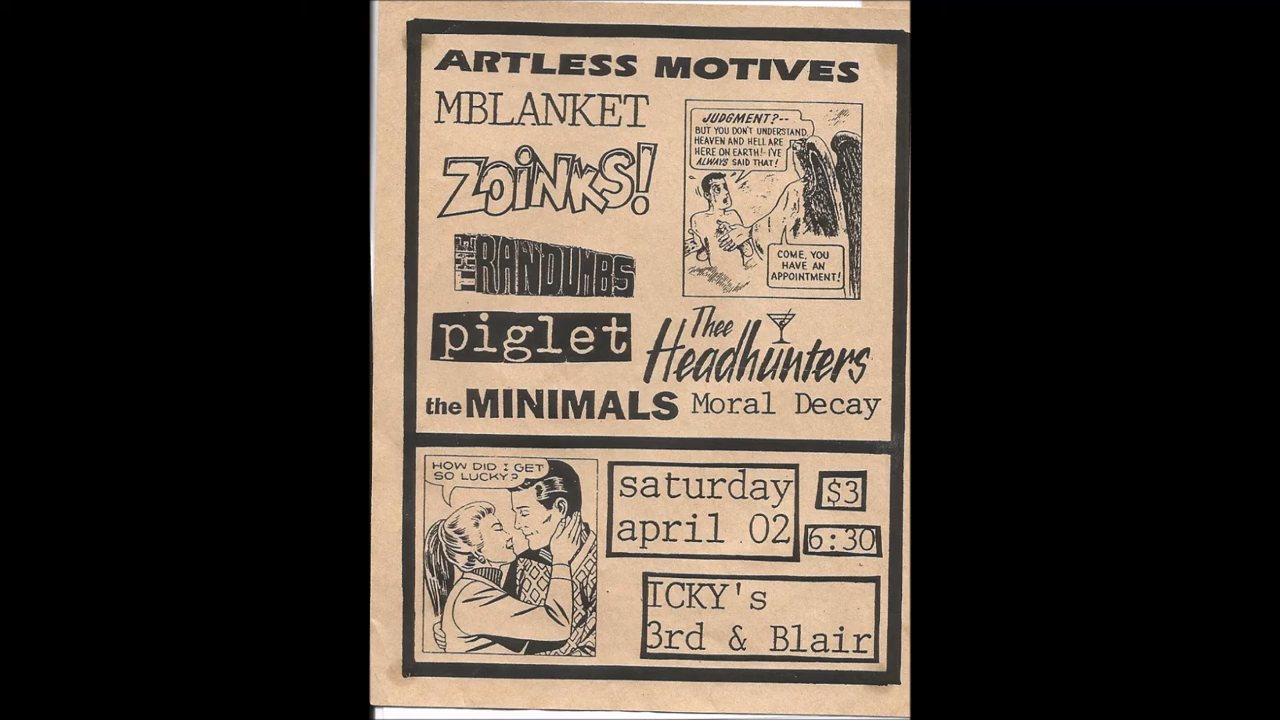 ARTLESS MOTIVES
MBLANKET
ZOINKS!
THE RANDUMBS
piglet
Thee
Headhunters
the MINIMALS
Moral Decay
JUDGMENT?--
BUT YOU DON'T UNDERSTAND,
HEAVEN AND HELL ARE
HERE ON EARTH!- I'VE
ALWAYS SAID THAT!
COME, YOU
HAVE AN
APPOINTMENT!
HOW DID I GET
SO LUCKY?
saturday
april 02
$3
6:30
ICKY's
3rd & Blair